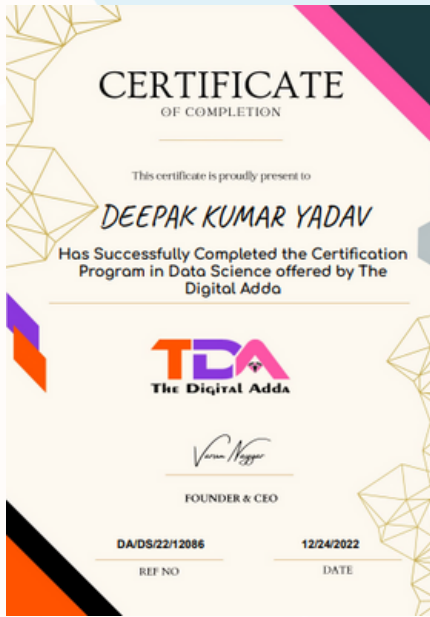 CERTIFICATE
OF COMPLETION
This certificate is proudly present to
DEEPAK KUMAR YADAV
Has Successfully Completed the Certification
Program in Data Science offered by The
Digital Adda
TDA
The Digital Adda
Varun Nayyar
FOUNDER & CEO
DA/DS/22/12086 12/24/2022
REF NO DATE